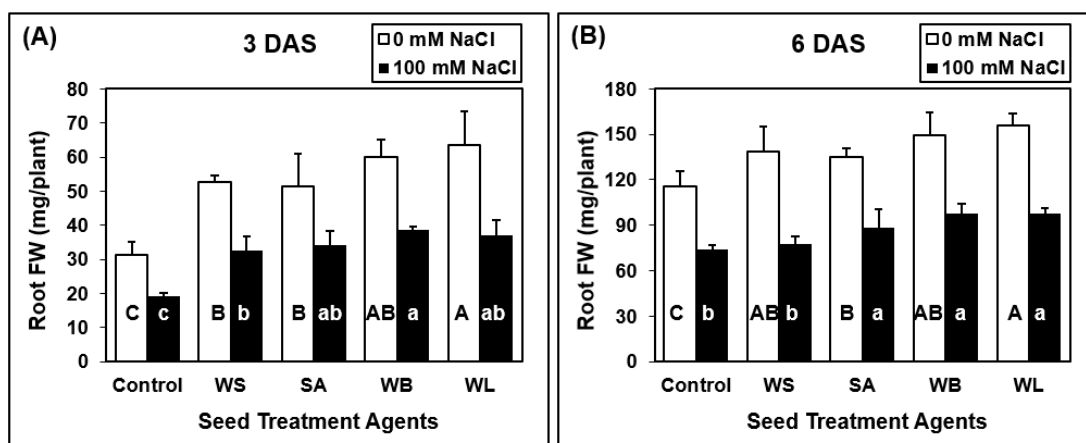 (A)
3 DAS
0 mM NaCl
100 mM NaCl
Root FW (mg/plant)
80
70
60
50
40
30
20
10
0
C c B b B ab AB a A ab
Control WS SA WB WL
Seed Treatment Agents
(B)
6 DAS
0 mM NaCl
100 mM NaCl
Root FW (mg/plant)
180
150
120
90
60
30
0
C b AB b B a AB a A a
Control WS SA WB WL
Seed Treatment Agents